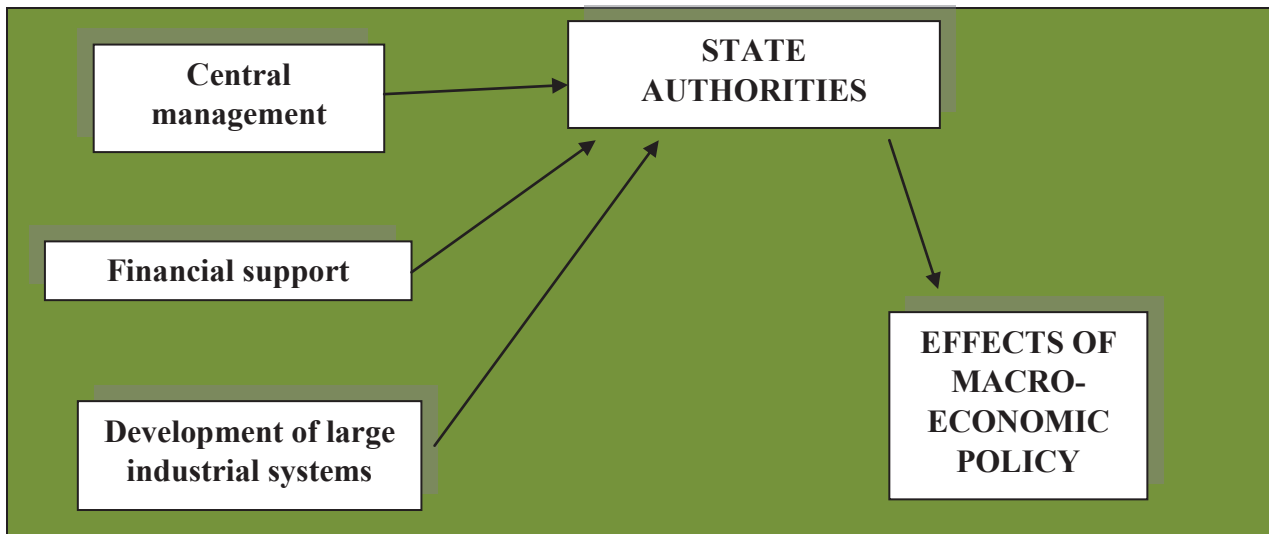 Central
management
STATE
AUTHORITIES
Financial support
Development of large
industrial systems
EFFECTS OF
MACRO-
ECONOMIC
POLICY